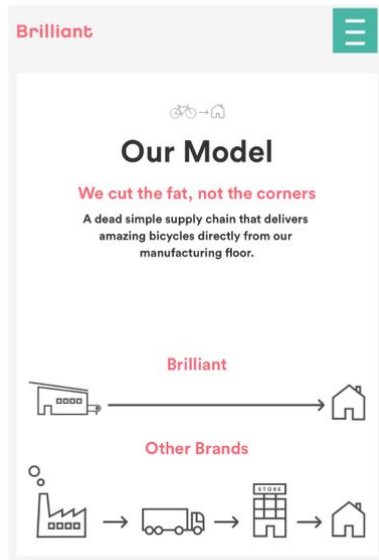 Brilliant
Our Model
We cut the fat, not the corners
A dead simple supply chain that delivers
amazing bicycles directly from our
manufacturing floor.
Brilliant
Other Brands
STORE